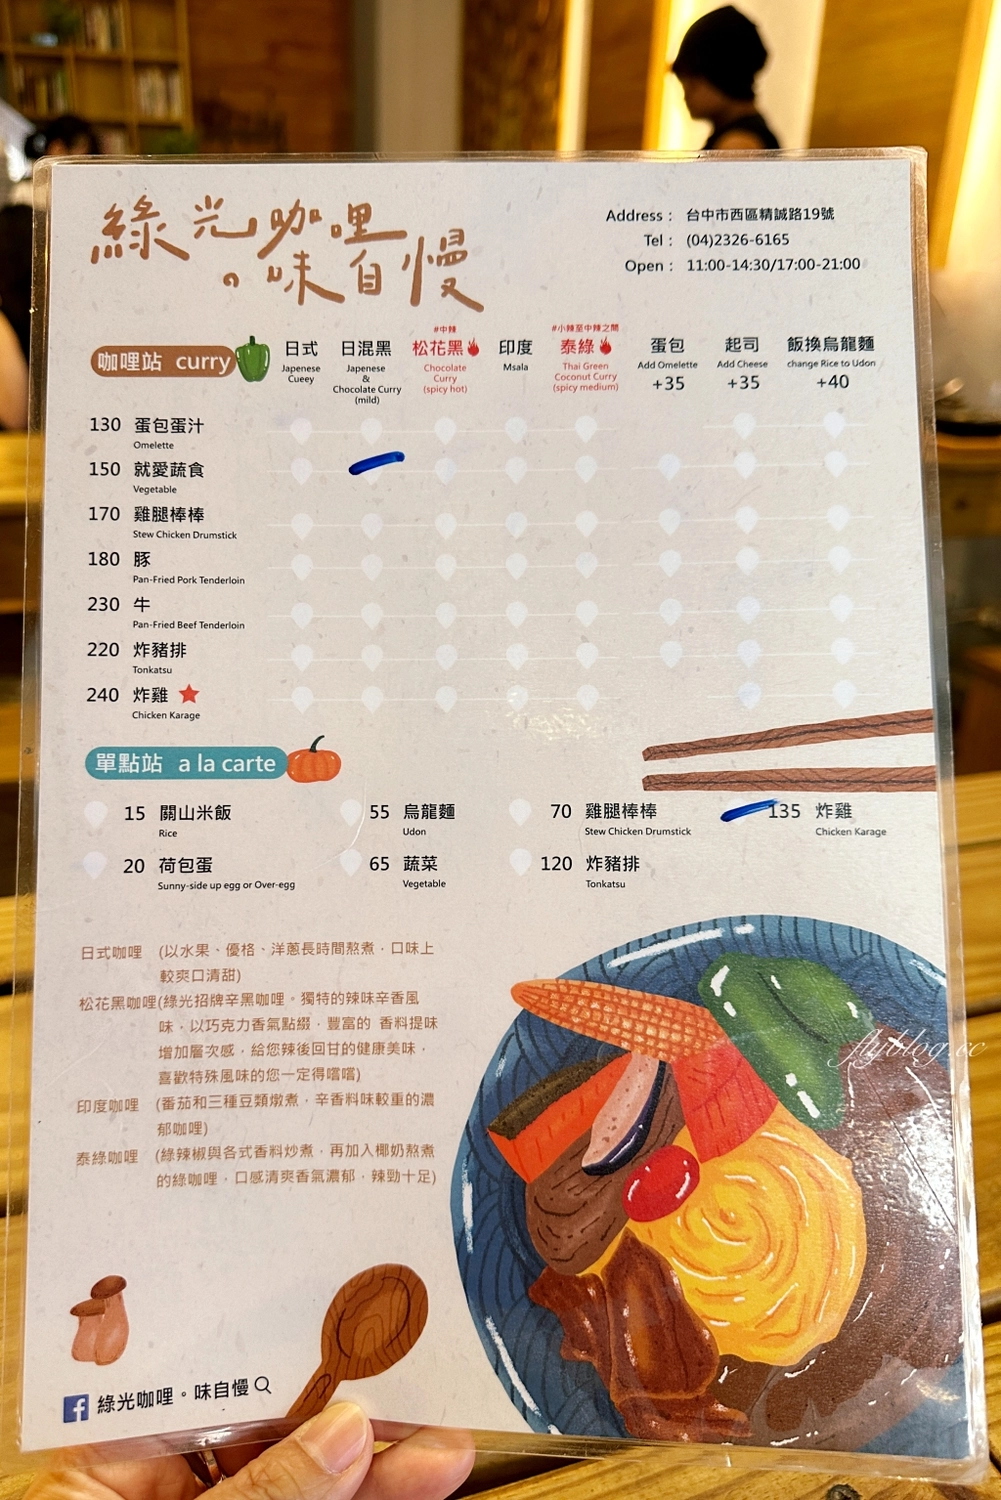 綠光咖哩
。味自慢
Address： 台中市西區精誠路19號
Tel： (04)2326-6165
Open： 11:00-14:30/17:00-21:00
咖哩站 curry
日式
Japenese
Cueey
日混黑
Japenese
&
Chocolate Curry
(mild)
#中辣
松花黑
Chocolate
Curry
(spicy hot)
印度
Msala
#小辣至中辣之間
泰綠
Thai Green
Coconut Curry
(spicy medium)
蛋包
Add Omelette
+35
起司
Add Cheese
+35
飯換烏龍麵
change Rice to Udon
+40
130 蛋包蛋汁
Omelette
150 就愛蔬食
Vegetable
170 雞腿棒棒
Stew Chicken Drumstick
180 豚
Pan-Fried Pork Tenderloin
230 牛
Pan-Fried Beef Tenderloin
220 炸豬排
Tonkatsu
240 炸雞
Chicken Karage
單點站 a la carte
15 關山米飯
Rice
55 烏龍麵
Udon
70 雞腿棒棒
Stew Chicken Drumstick
135 炸雞
Chicken Karage
20 荷包蛋
Sunny-side up egg or Over-egg
65 蔬菜
Vegetable
120 炸豬排
Tonkatsu
日式咖哩 (以水果、優格、洋蔥長時間熬煮，口味上
較爽口清甜)
松花黑咖哩(綠光招牌辛黑咖哩。獨特的辣味辛香風
味，以巧克力香氣點綴，豐富的 香料提味
增加層次感，給您辣後回甘的健康美味，
喜歡特殊風味的您一定得嚐嚐)
印度咖哩 (番茄和三種豆類燉煮，辛香料味較重的濃
郁咖哩)
泰綠咖哩 (綠辣椒與各式香料炒煮，再加入椰奶熬煮
的綠咖哩，口感清爽香氣濃郁，辣勁十足)
flyblog.cc
f 綠光咖哩。味自慢